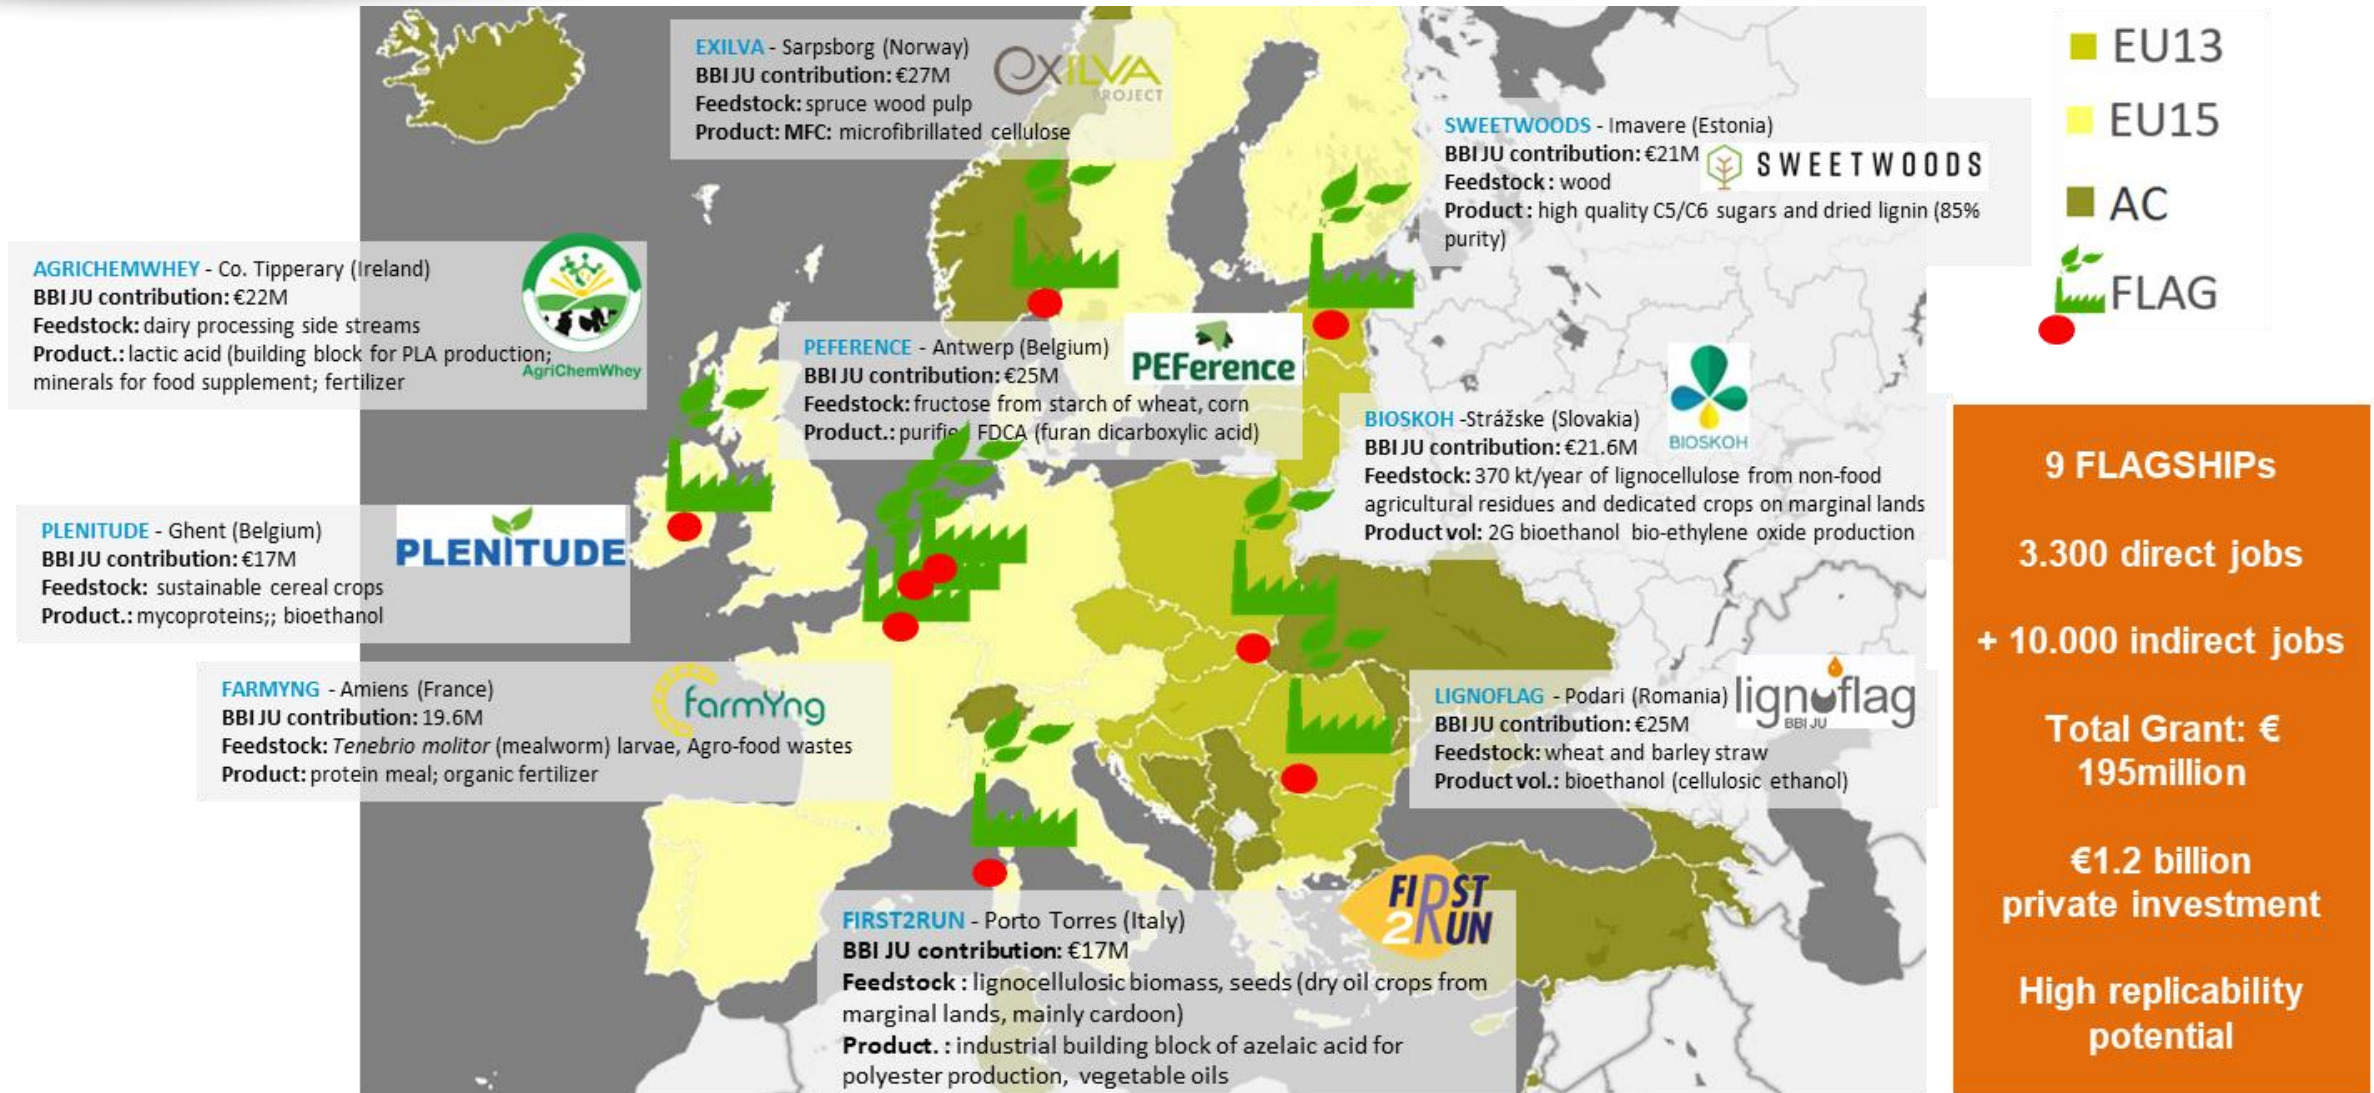 EXILVA - Sarpsborg (Norway)
BBI JU contribution: €27M
Feedstock: spruce wood pulp
Product: MFC: microfibrillated cellulose
EXILVA
PROJECT
SWEETWOODS - Imavere (Estonia)
BBI JU contribution: €21M
Feedstock: wood
Product: high quality C5/C6 sugars and dried lignin (85%
purity)
SWEETWOODS
EU13
EU15
AC
FLAG
AGRICHEMWHEY - Co. Tipperary (Ireland)
BBI JU contribution: €22M
Feedstock: dairy processing side streams
Product.: lactic acid (building block for PLA production;
minerals for food supplement; fertilizer
AgriChemWhey
PEFERENCE - Antwerp (Belgium)
BBI JU contribution: €25M
Feedstock: fructose from starch of wheat, corn
Product.: purified FDCA (furan dicarboxylic acid)
PEFerence
BIOSKOH -Strážske (Slovakia)
BBI JU contribution: €21.6M
Feedstock: 370 kt/year of lignocellulose from non-food
agricultural residues and dedicated crops on marginal lands
Product vol: 2G bioethanol bio-ethylene oxide production
BIOSKOH
PLENITUDE - Ghent (Belgium)
BBI JU contribution: €17M
Feedstock: sustainable cereal crops
Product.: mycoproteins;; bioethanol
PLENITUDE
FARMYNG - Amiens (France)
BBI JU contribution: 19.6M
Feedstock: Tenebrio molitor (mealworm) larvae, Agro-food wastes
Product: protein meal; organic fertilizer
farmYng
LIGNOFLAG - Podari (Romania)
BBI JU contribution: €25M
Feedstock: wheat and barley straw
Product vol.: bioethanol (cellulosic ethanol)
lignoflag
BBI JU
FIRST2RUN - Porto Torres (Italy)
BBI JU contribution: €17M
Feedstock : lignocellulosic biomass, seeds (dry oil crops from
marginal lands, mainly cardoon)
Product. : industrial building block of azelaic acid for
polyester production, vegetable oils
FIRST
2RUN
9 FLAGSHIPs
3.300 direct jobs
+ 10.000 indirect jobs
Total Grant: €
195million
€1.2 billion
private investment
High replicability
potential